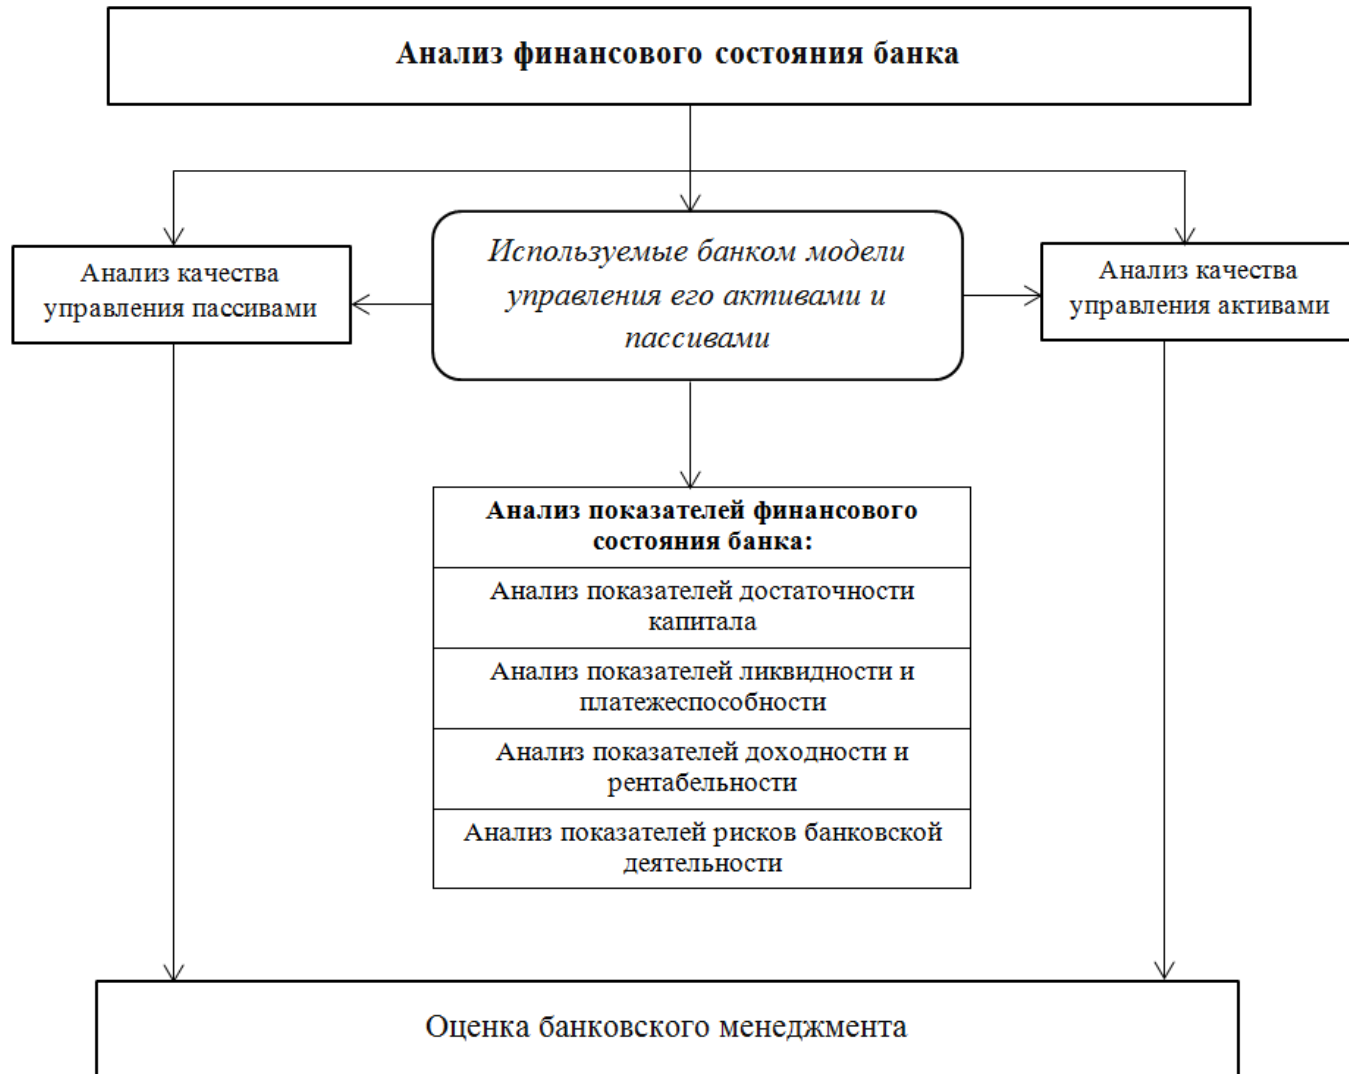 Анализ финансового состояния банка
Анализ качества
управления пассивами
Используемые банком модели
управления его активами и
пассивами
Анализ качества
управления активами
Анализ показателей финансового
состояния банка:
Анализ показателей достаточности
капитала
Анализ показателей ликвидности и
платежеспособности
Анализ показателей доходности и
рентабельности
Анализ показателей рисков банковской
деятельности
Оценка банковского менеджмента